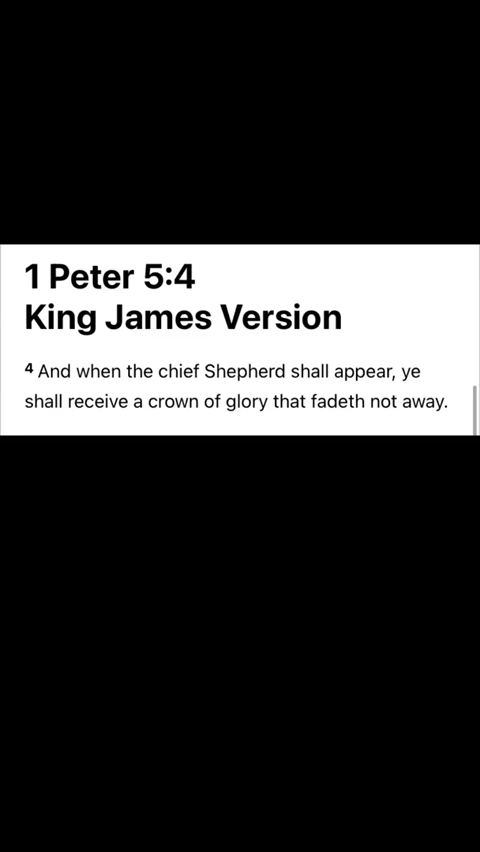 1 Peter 5:4
King James Version
4 And when the chief Shepherd shall appear, ye
shall receive a crown of glory that fadeth not away.